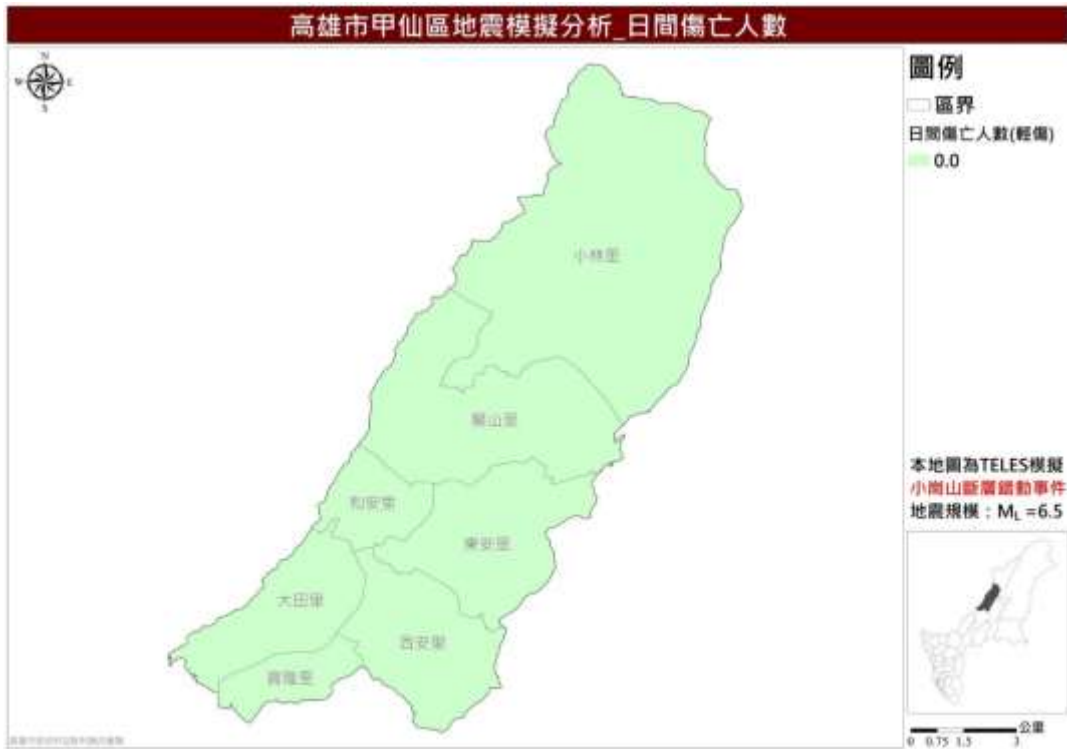 高雄市甲仙區地震模擬分析_日間傷亡人數
N
W
E
S
圖例
區界
日間傷亡人數(輕傷)
0.0
小林里
關山里
和安里
東安里
大田里
西安里
寶隆里
本地圖為TELES模擬
小崗山斷層錯動事件
地震規模：ML =6.5
公里
0 0.75 1.5 3